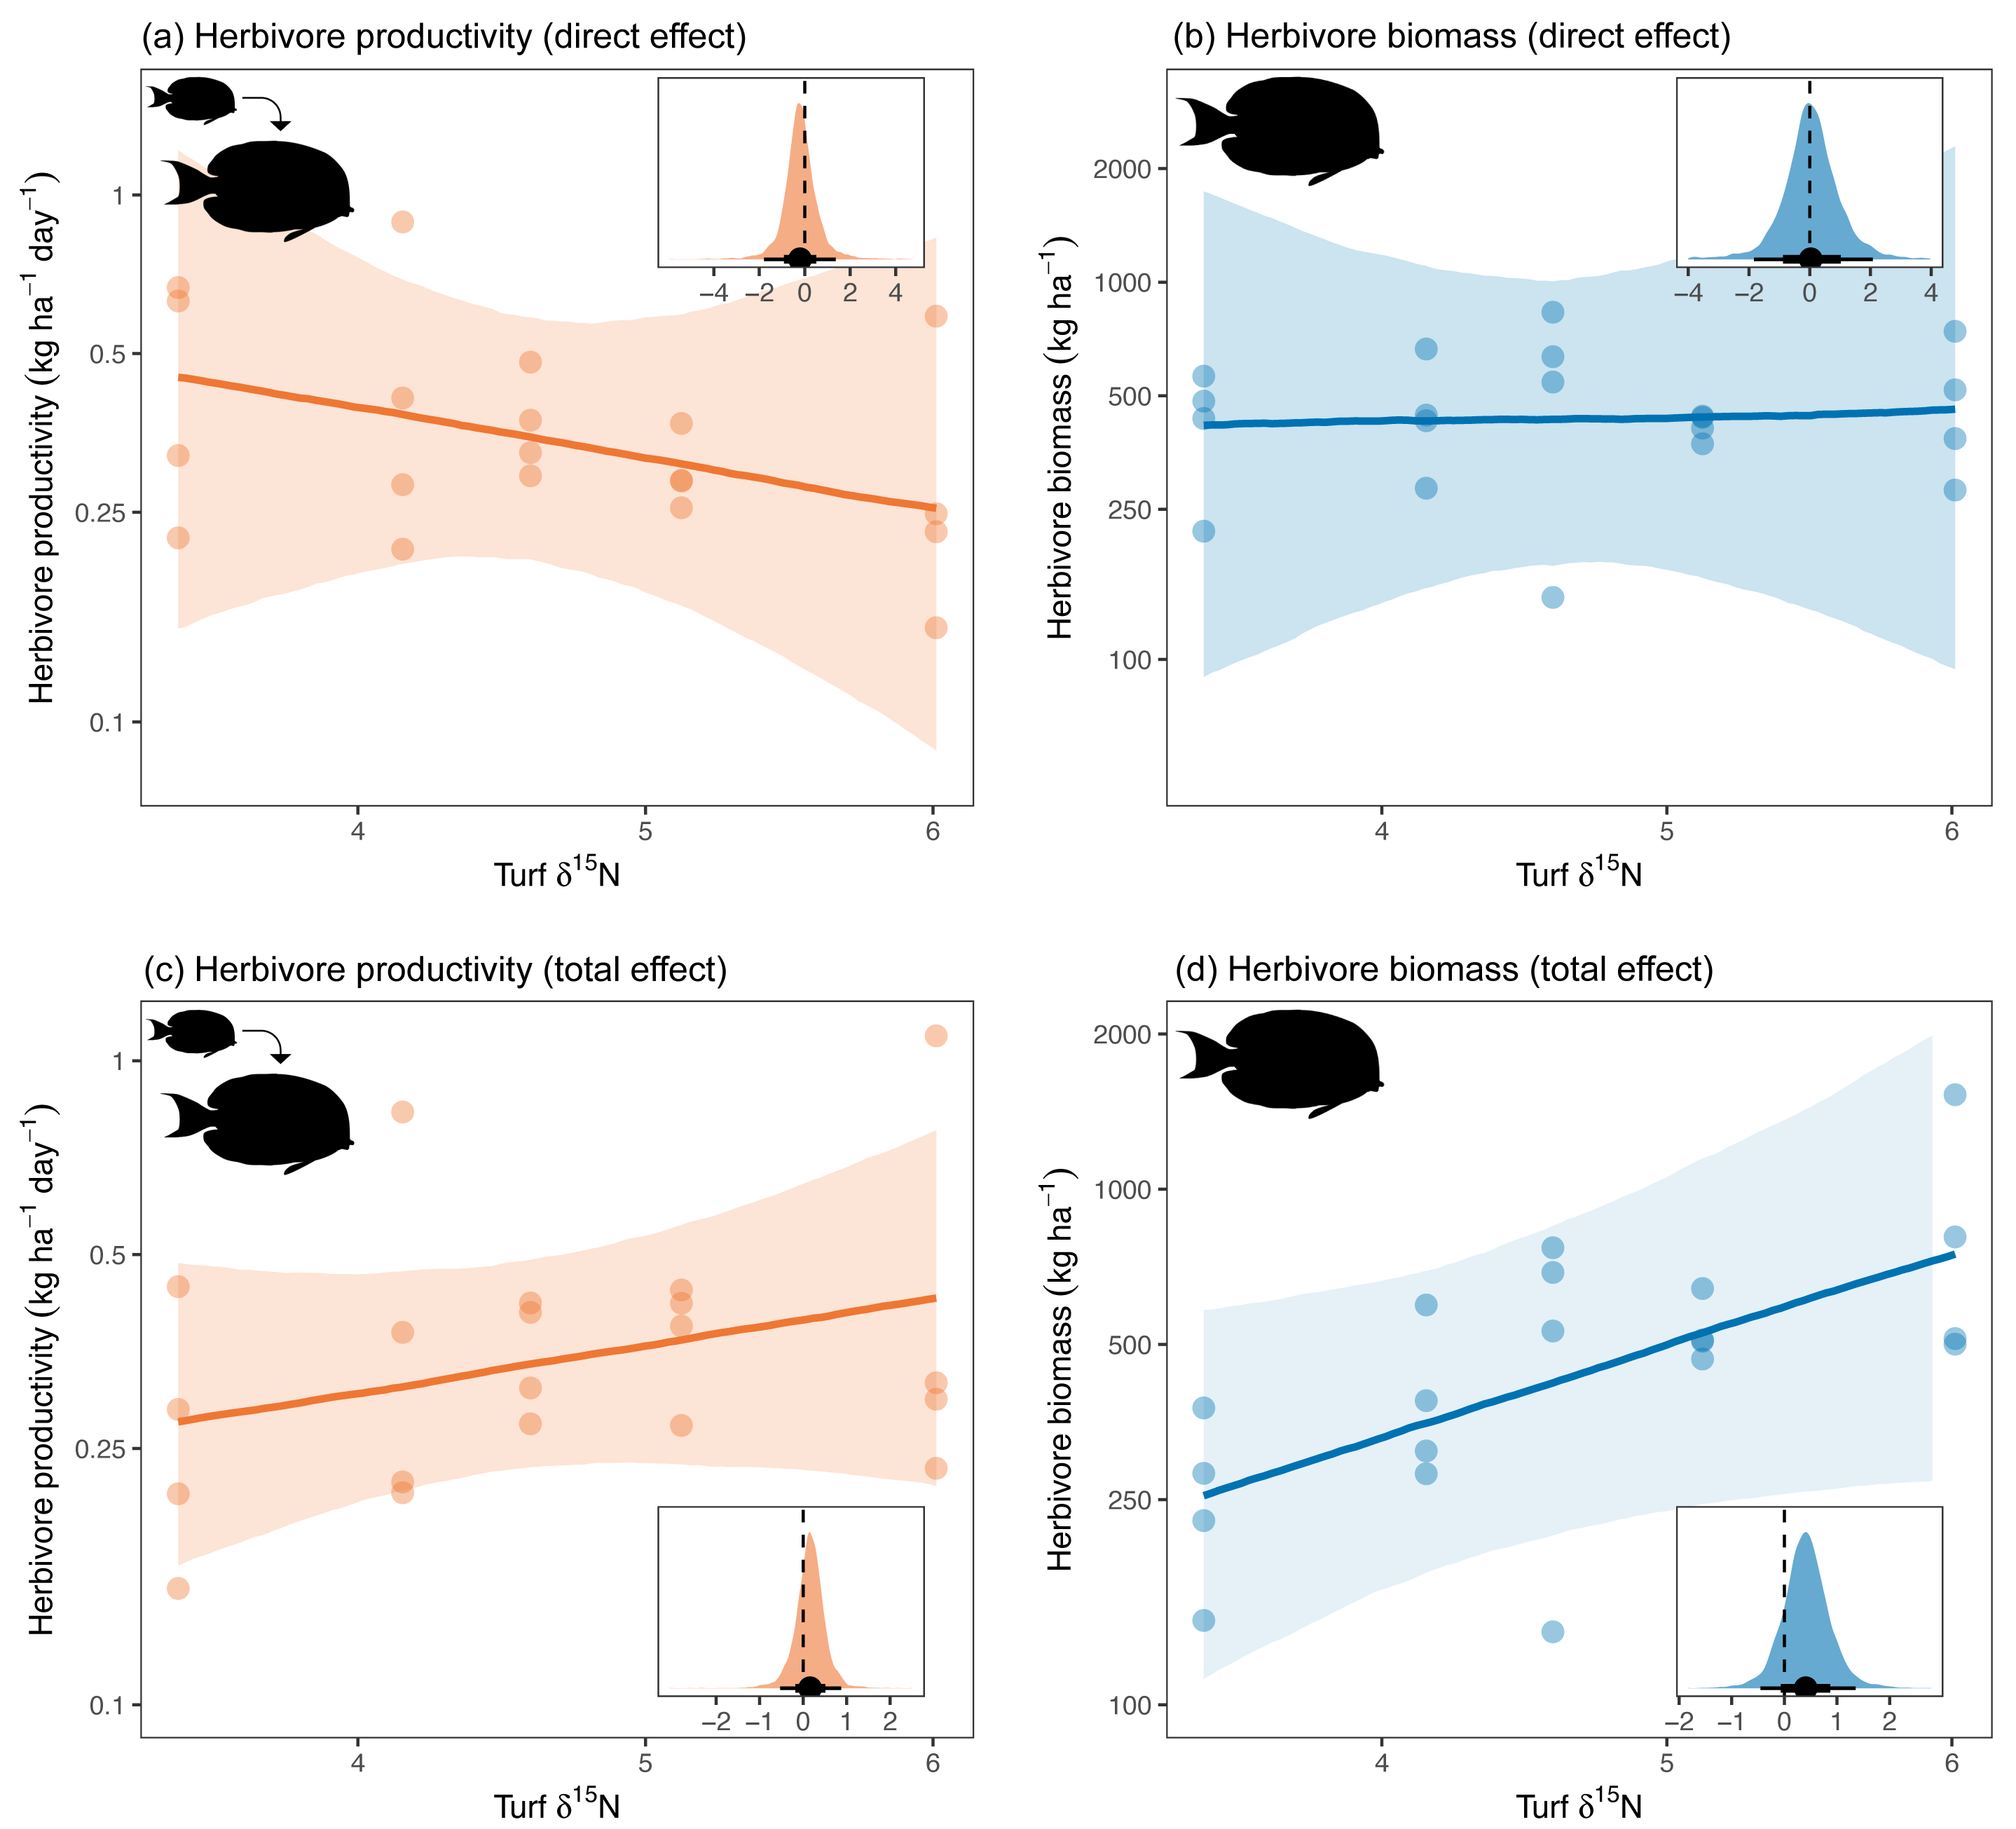 (a) Herbivore productivity (direct effect)
Herbivore productivity (kg ha⁻¹ day⁻¹)
1
0.5
0.25
0.1
−4 −2 0 2 4
4 5 6
Turf δ¹⁵N
(b) Herbivore biomass (direct effect)
Herbivore biomass (kg ha⁻¹)
2000
1000
500
250
100
−4 −2 0 2 4
4 5 6
Turf δ¹⁵N
(c) Herbivore productivity (total effect)
Herbivore productivity (kg ha⁻¹ day⁻¹)
1
0.5
0.25
0.1
−2 −1 0 1 2
4 5 6
Turf δ¹⁵N
(d) Herbivore biomass (total effect)
Herbivore biomass (kg ha⁻¹)
2000
1000
500
250
100
−2 −1 0 1 2
4 5 6
Turf δ¹⁵N